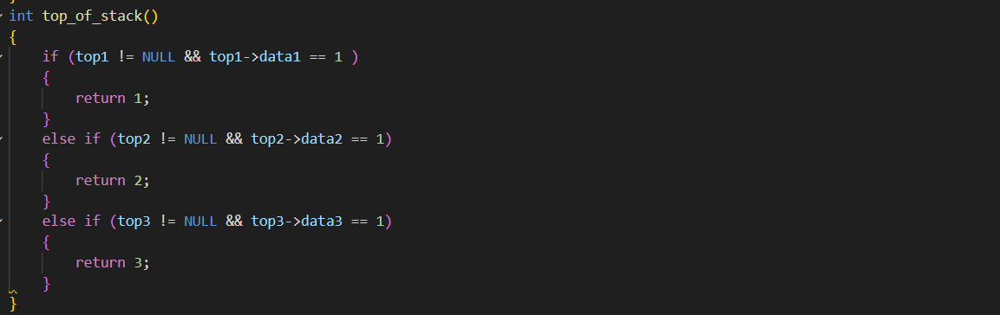 int top_of_stack()
{
if (top1 != NULL && top1->data1 == 1 )
{
return 1;
}
else if (top2 != NULL && top2->data2 == 1)
{
return 2;
}
else if (top3 != NULL && top3->data3 == 1)
{
return 3;
}
}